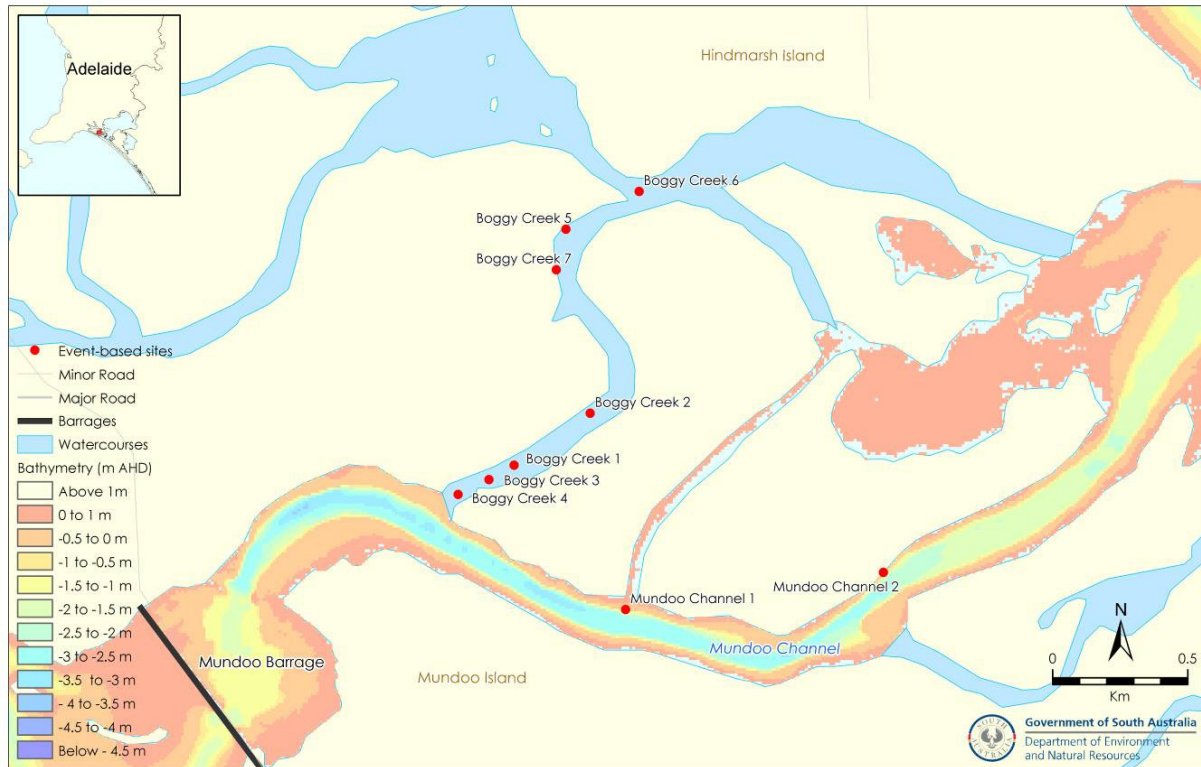 Adelaide
Hindmarsh Island
Boggy Creek 6
Boggy Creek 5
Boggy Creek 7
Boggy Creek 2
Boggy Creek 1
Boggy Creek 3
Boggy Creek 4
Mundoo Channel 1
Mundoo Channel 2
Mundoo Channel
Mundoo Barrage
Mundoo Island
Event-based sites
Minor Road
Major Road
Barrages
Watercourses
Bathymetry (m AHD)
Above 1m
0 to 1 m
-0.5 to 0 m
-1 to -0.5 m
-1.5 to -1 m
-2 to -1.5 m
-2.5 to -2 m
-3 to -2.5 m
-3.5 to -3 m
- 4 to -3.5 m
-4.5 to -4 m
Below - 4.5 m
N
0 0.5
Km
SOUTH AUSTRALIA
Government of South Australia
Department of Environment
and Natural Resources